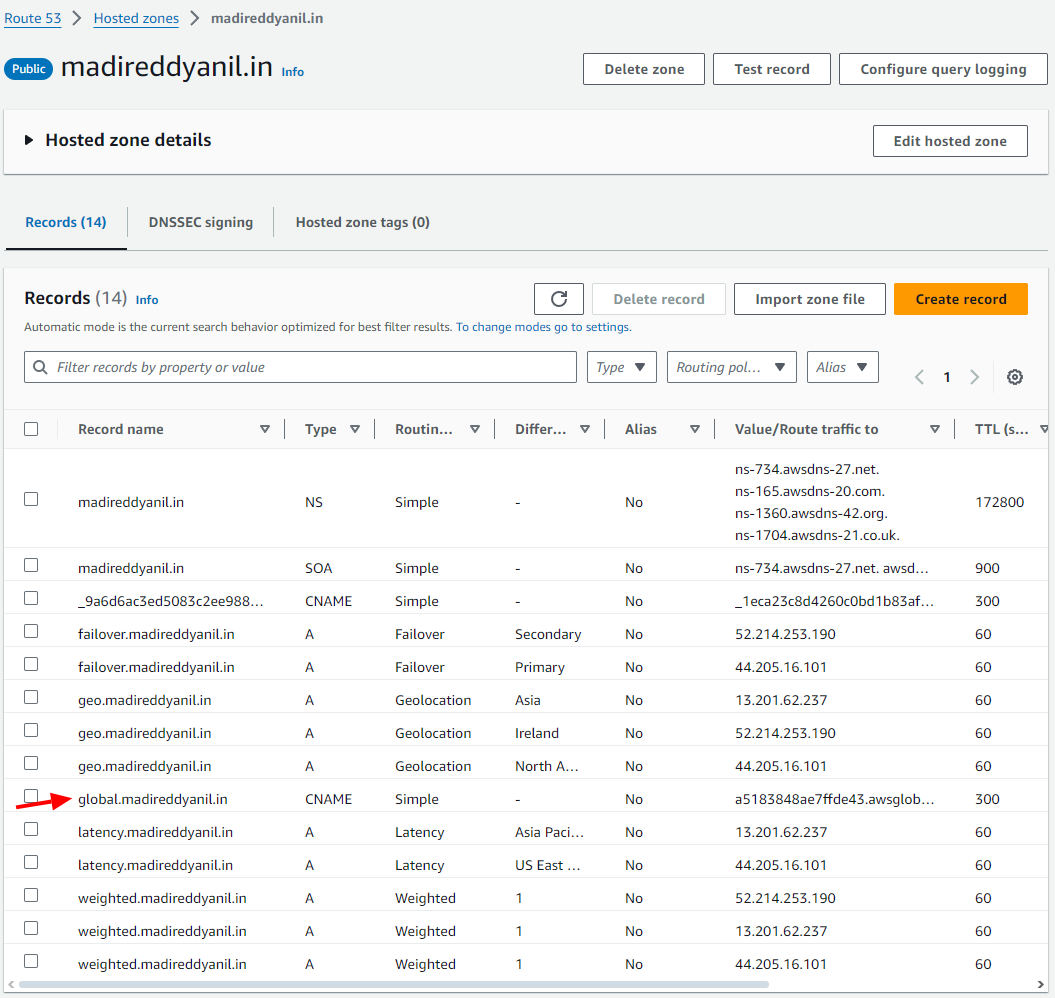 Route 53 > Hosted zones > madireddyanil.in
Public madireddyanil.in Info
Delete zone Test record Configure query logging
Hosted zone details Edit hosted zone
Records (14) DNSSEC signing Hosted zone tags (0)
Records (14) Info Delete record Import zone file Create record
Automatic mode is the current search behavior optimized for best filter results. To change modes go to settings.
Filter records by property or value Type Routing pol... Alias 1
Record name Type Routin... Differ... Alias Value/Route traffic to TTL (s...
ns-734.awsdns-27.net.
ns-165.awsdns-20.com.
madireddyanil.in NS Simple - No 172800
ns-1360.awsdns-42.org.
ns-1704.awsdns-21.co.uk.
madireddyanil.in SOA Simple - No ns-734.awsdns-27.net. awsd... 900
_9a6d6ac3ed5083c2ee988... CNAME Simple - No _1eca23c8d4260c0bd1b83af... 300
failover.madireddyanil.in A Failover Secondary No 52.214.253.190 60
failover.madireddyanil.in A Failover Primary No 44.205.16.101 60
geo.madireddyanil.in A Geolocation Asia No 13.201.62.237 60
geo.madireddyanil.in A Geolocation Ireland No 52.214.253.190 60
geo.madireddyanil.in A Geolocation North A... No 44.205.16.101 60
global.madireddyanil.in CNAME Simple - No a5183848ae7ffde43.awsglob... 300
latency.madireddyanil.in A Latency Asia Paci... No 13.201.62.237 60
latency.madireddyanil.in A Latency US East ... No 44.205.16.101 60
weighted.madireddyanil.in A Weighted 1 No 52.214.253.190 60
weighted.madireddyanil.in A Weighted 1 No 13.201.62.237 60
weighted.madireddyanil.in A Weighted 1 No 44.205.16.101 60